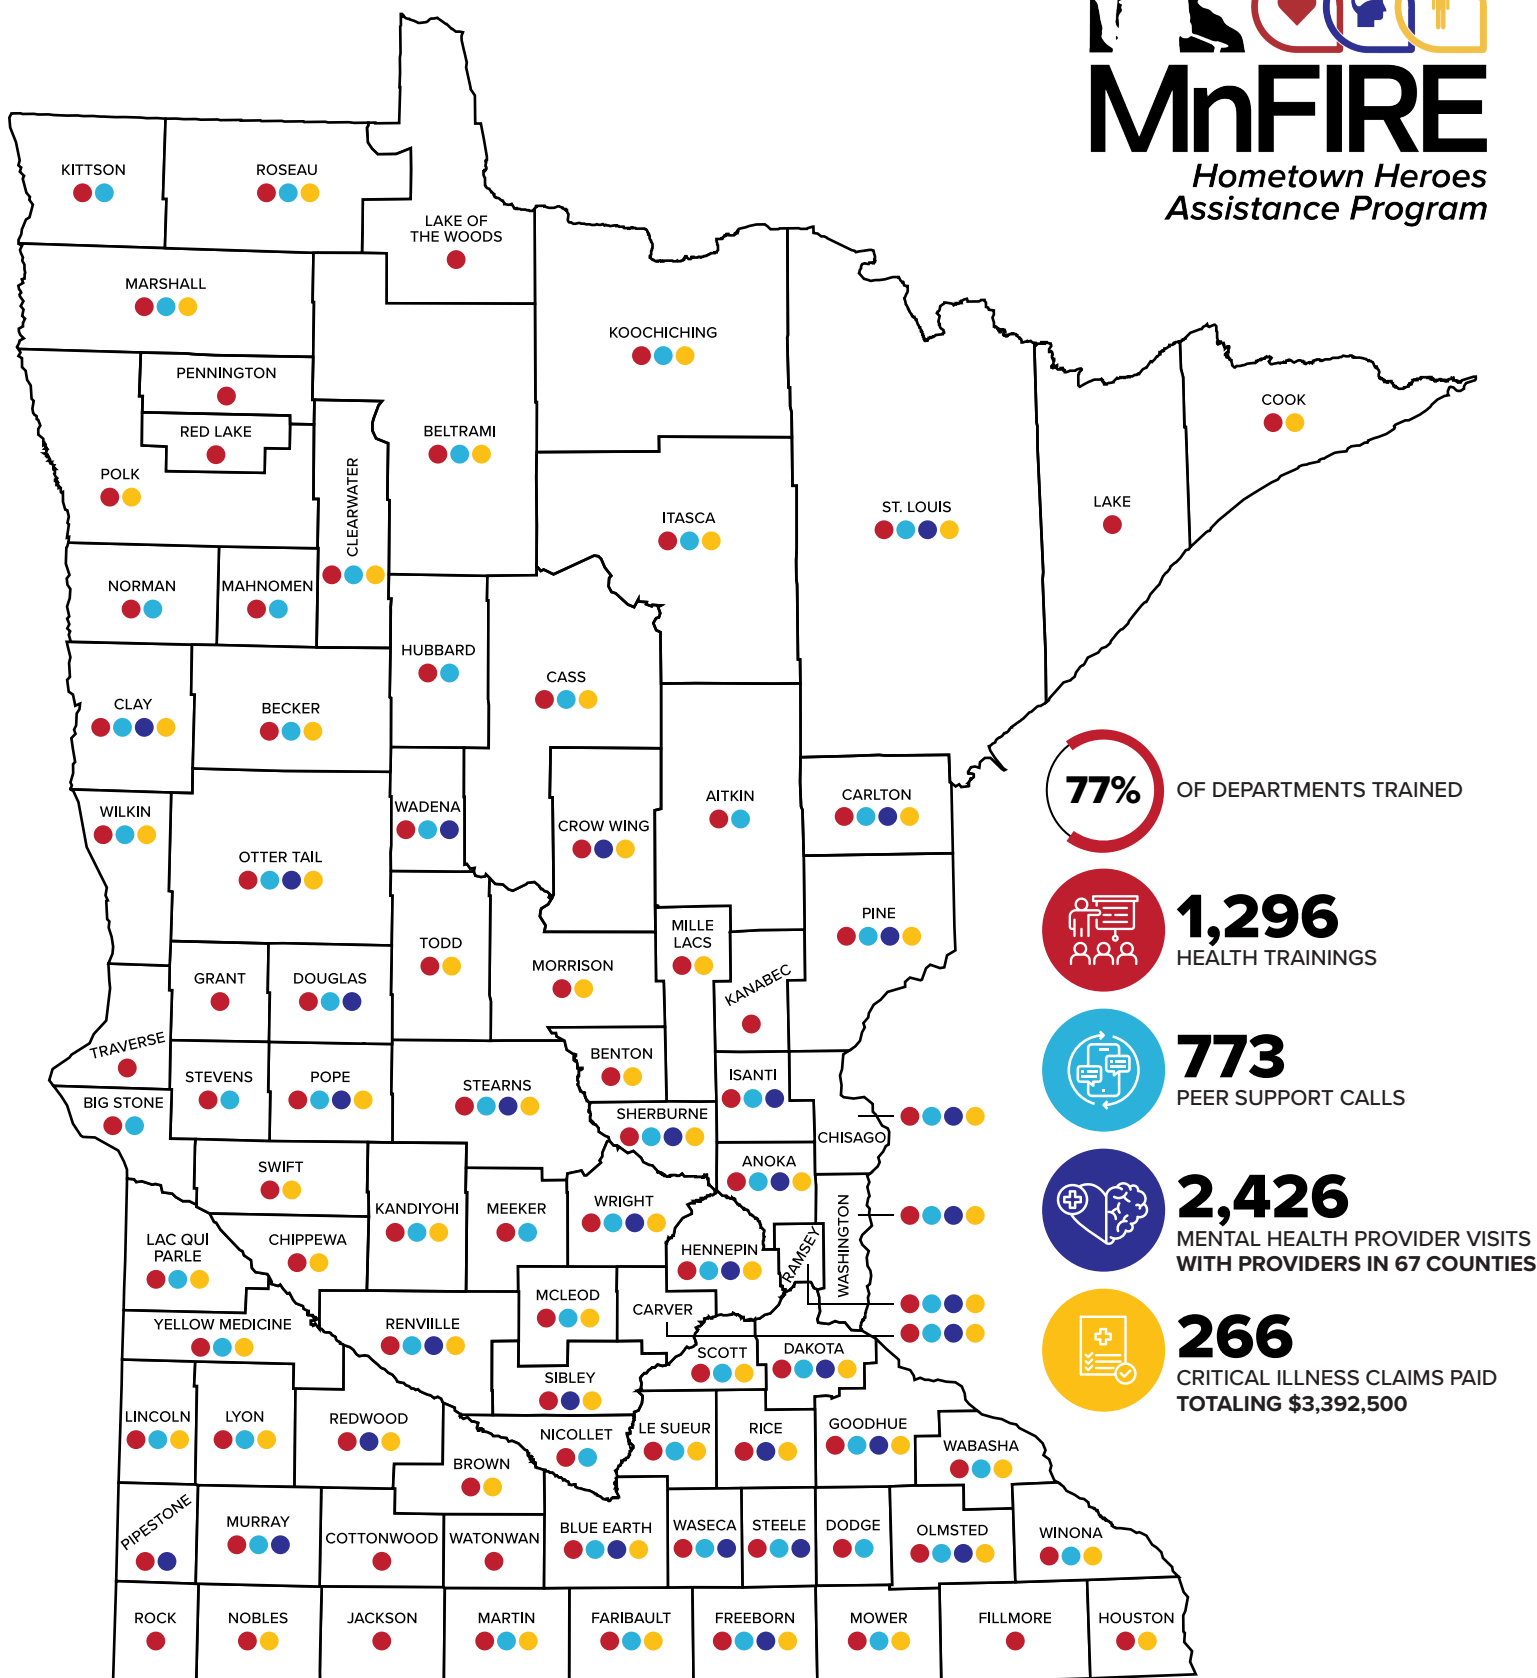 MnFIRE
Hometown Heroes
Assistance Program
KITTSON
ROSEAU
LAKE OF
THE WOODS
MARSHALL
KOOCHICHING
PENNINGTON
RED LAKE
BELTRAMI
COOK
POLK
CLEARWATER
ITASCA
ST. LOUIS
LAKE
NORMAN
MAHNOMEN
HUBBARD
CASS
CLAY
BECKER
WILKIN
WADENA
AITKIN
CARLTON
CROW WING
OTTER TAIL
77%
OF DEPARTMENTS TRAINED
PINE
MILLE
LACS
TODD
MORRISON
KANABEC
GRANT
DOUGLAS
1,296
HEALTH TRAININGS
TRAVERSE
BENTON
STEVENS
POPE
STEARNS
ISANTI
BIG STONE
SHERBURNE
CHISAGO
773
PEER SUPPORT CALLS
ANOKA
SWIFT
KANDIYOHI
MEEKER
WRIGHT
WASHINGTON
LAC QUI
PARLE
CHIPPEWA
HENNEPIN
RAMSEY
2,426
MENTAL HEALTH PROVIDER VISITS
WITH PROVIDERS IN 67 COUNTIES
MCLEOD
CARVER
YELLOW MEDICINE
RENVILLE
SCOTT
DAKOTA
SIBLEY
266
CRITICAL ILLNESS CLAIMS PAID
TOTALING $3,392,500
LINCOLN
LYON
REDWOOD
NICOLLET
LE SUEUR
RICE
GOODHUE
WABASHA
BROWN
PIPESTONE
MURRAY
COTTONWOOD
WATONWAN
BLUE EARTH
WASECA
STEELE
DODGE
OLMSTED
WINONA
ROCK
NOBLES
JACKSON
MARTIN
FARIBAULT
FREEBORN
MOWER
FILLMORE
HOUSTON